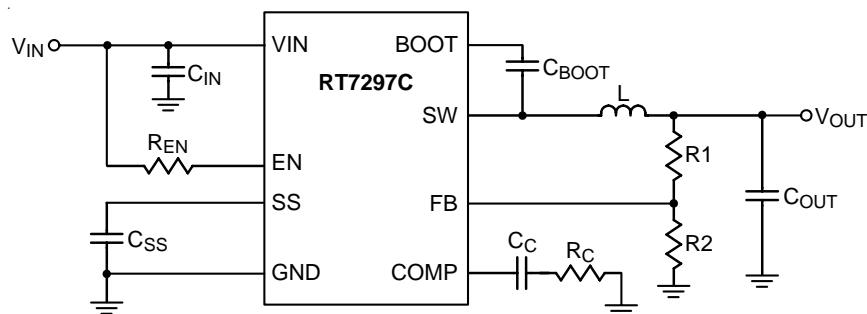 VIN
VIN
BOOT
CIN
RT7297C
CBOOT
SW
L
VOUT
REN
EN
R1
SS
FB
COUT
CSS
CC
RC
R2
GND
COMP